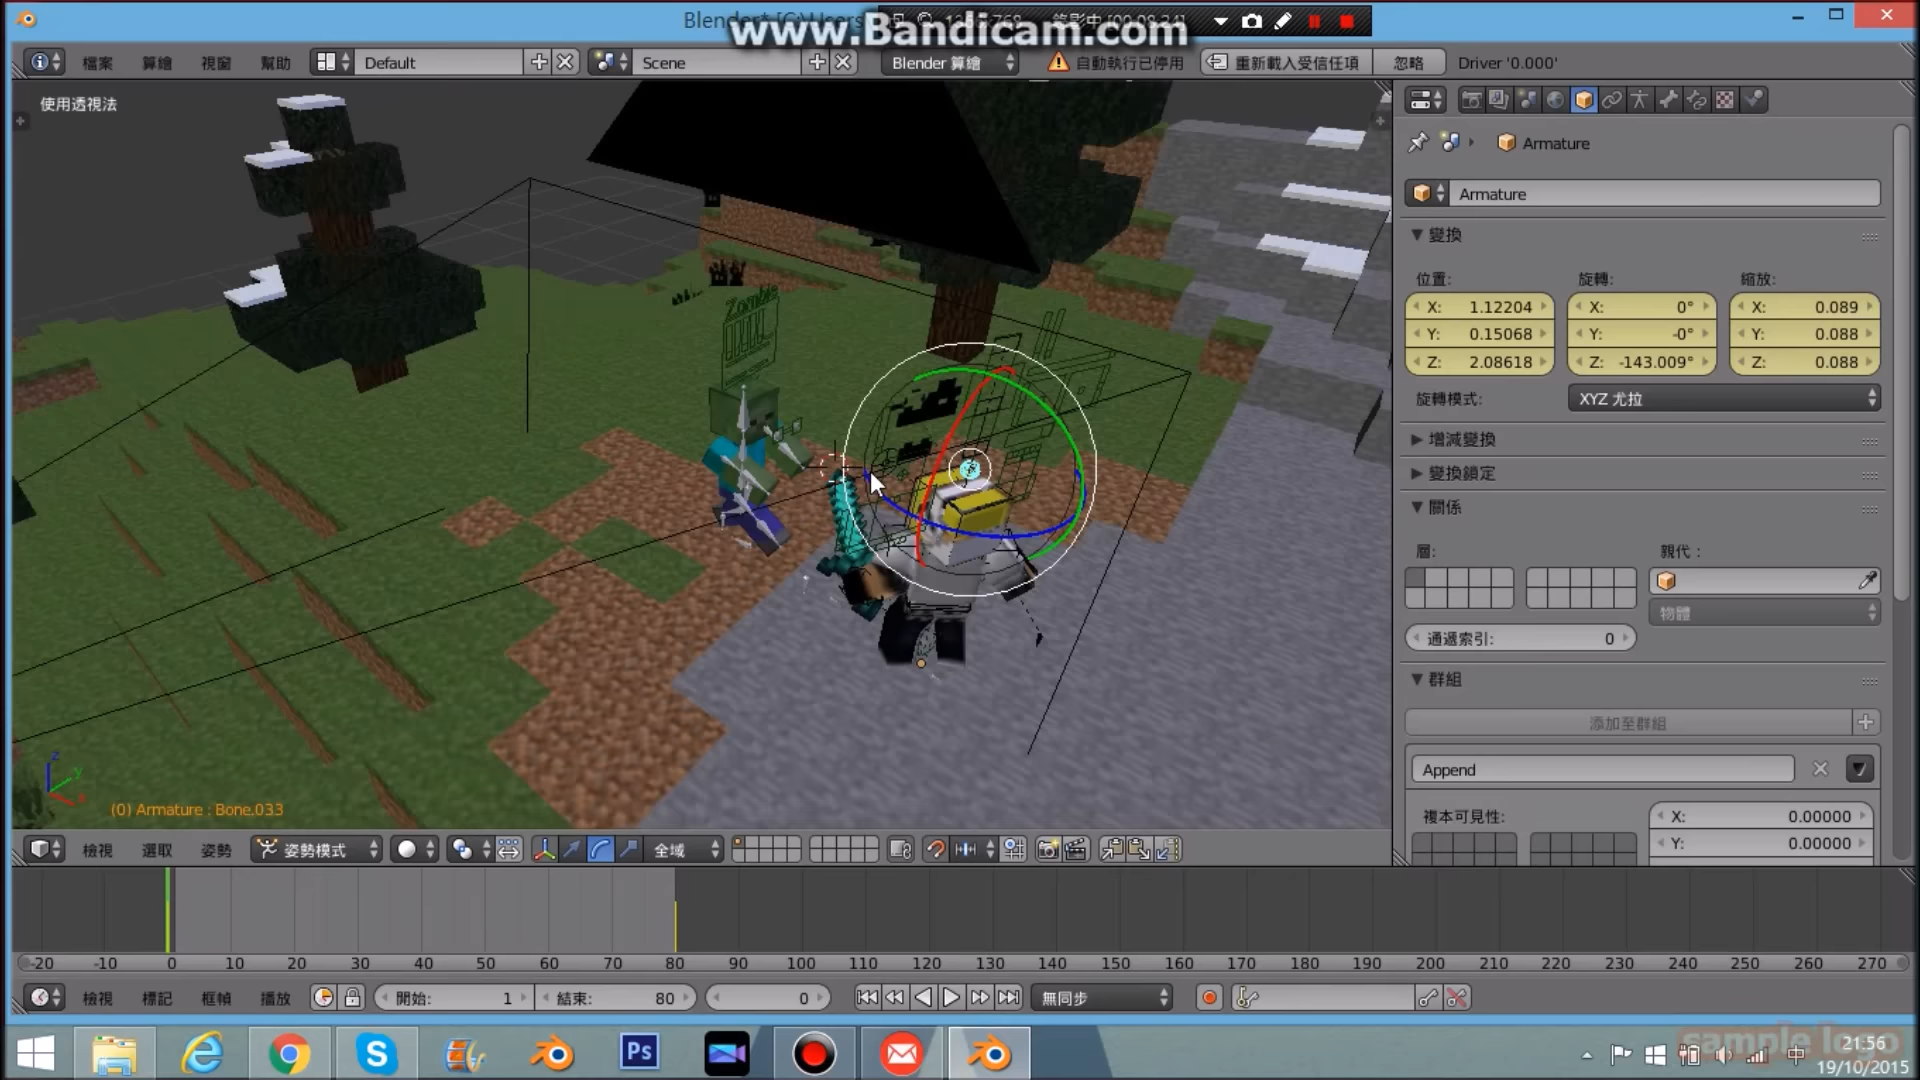 Blender* [C:\Users
www.Bandicam.com
檔案 算繪 視窗 幫助 Default Scene Blender 算繪 自動執行已停用 重新載入受信任項 忽略 Driver '0.000'
使用透視法
Armature
Armature
變換
位置: 旋轉: 縮放:
X: 1.12204 X: 0° X: 0.089
Y: 0.15068 Y: -0° Y: 0.088
Z: 2.08618 Z: -143.009° Z: 0.088
旋轉模式: XYZ 尤拉
增減變換
變換鎖定
關係
層: 親代:
物體
通遞索引: 0
群組
添加至群組
Append
複本可見性: X: 0.00000
Y: 0.00000
Zombie
(0) Armature : Bone.033
檢視 選取 姿勢 姿勢模式 全域
-20 -10 0 10 20 30 40 50 60 70 80 90 100 110 120 130 140 150 160 170 180 190 200 210 220 230 240 250 260 270
檢視 標記 框幀 播放 開始: 1 結束: 80 0 無同步
Ps
中
sample logo
21:56
19/10/2015